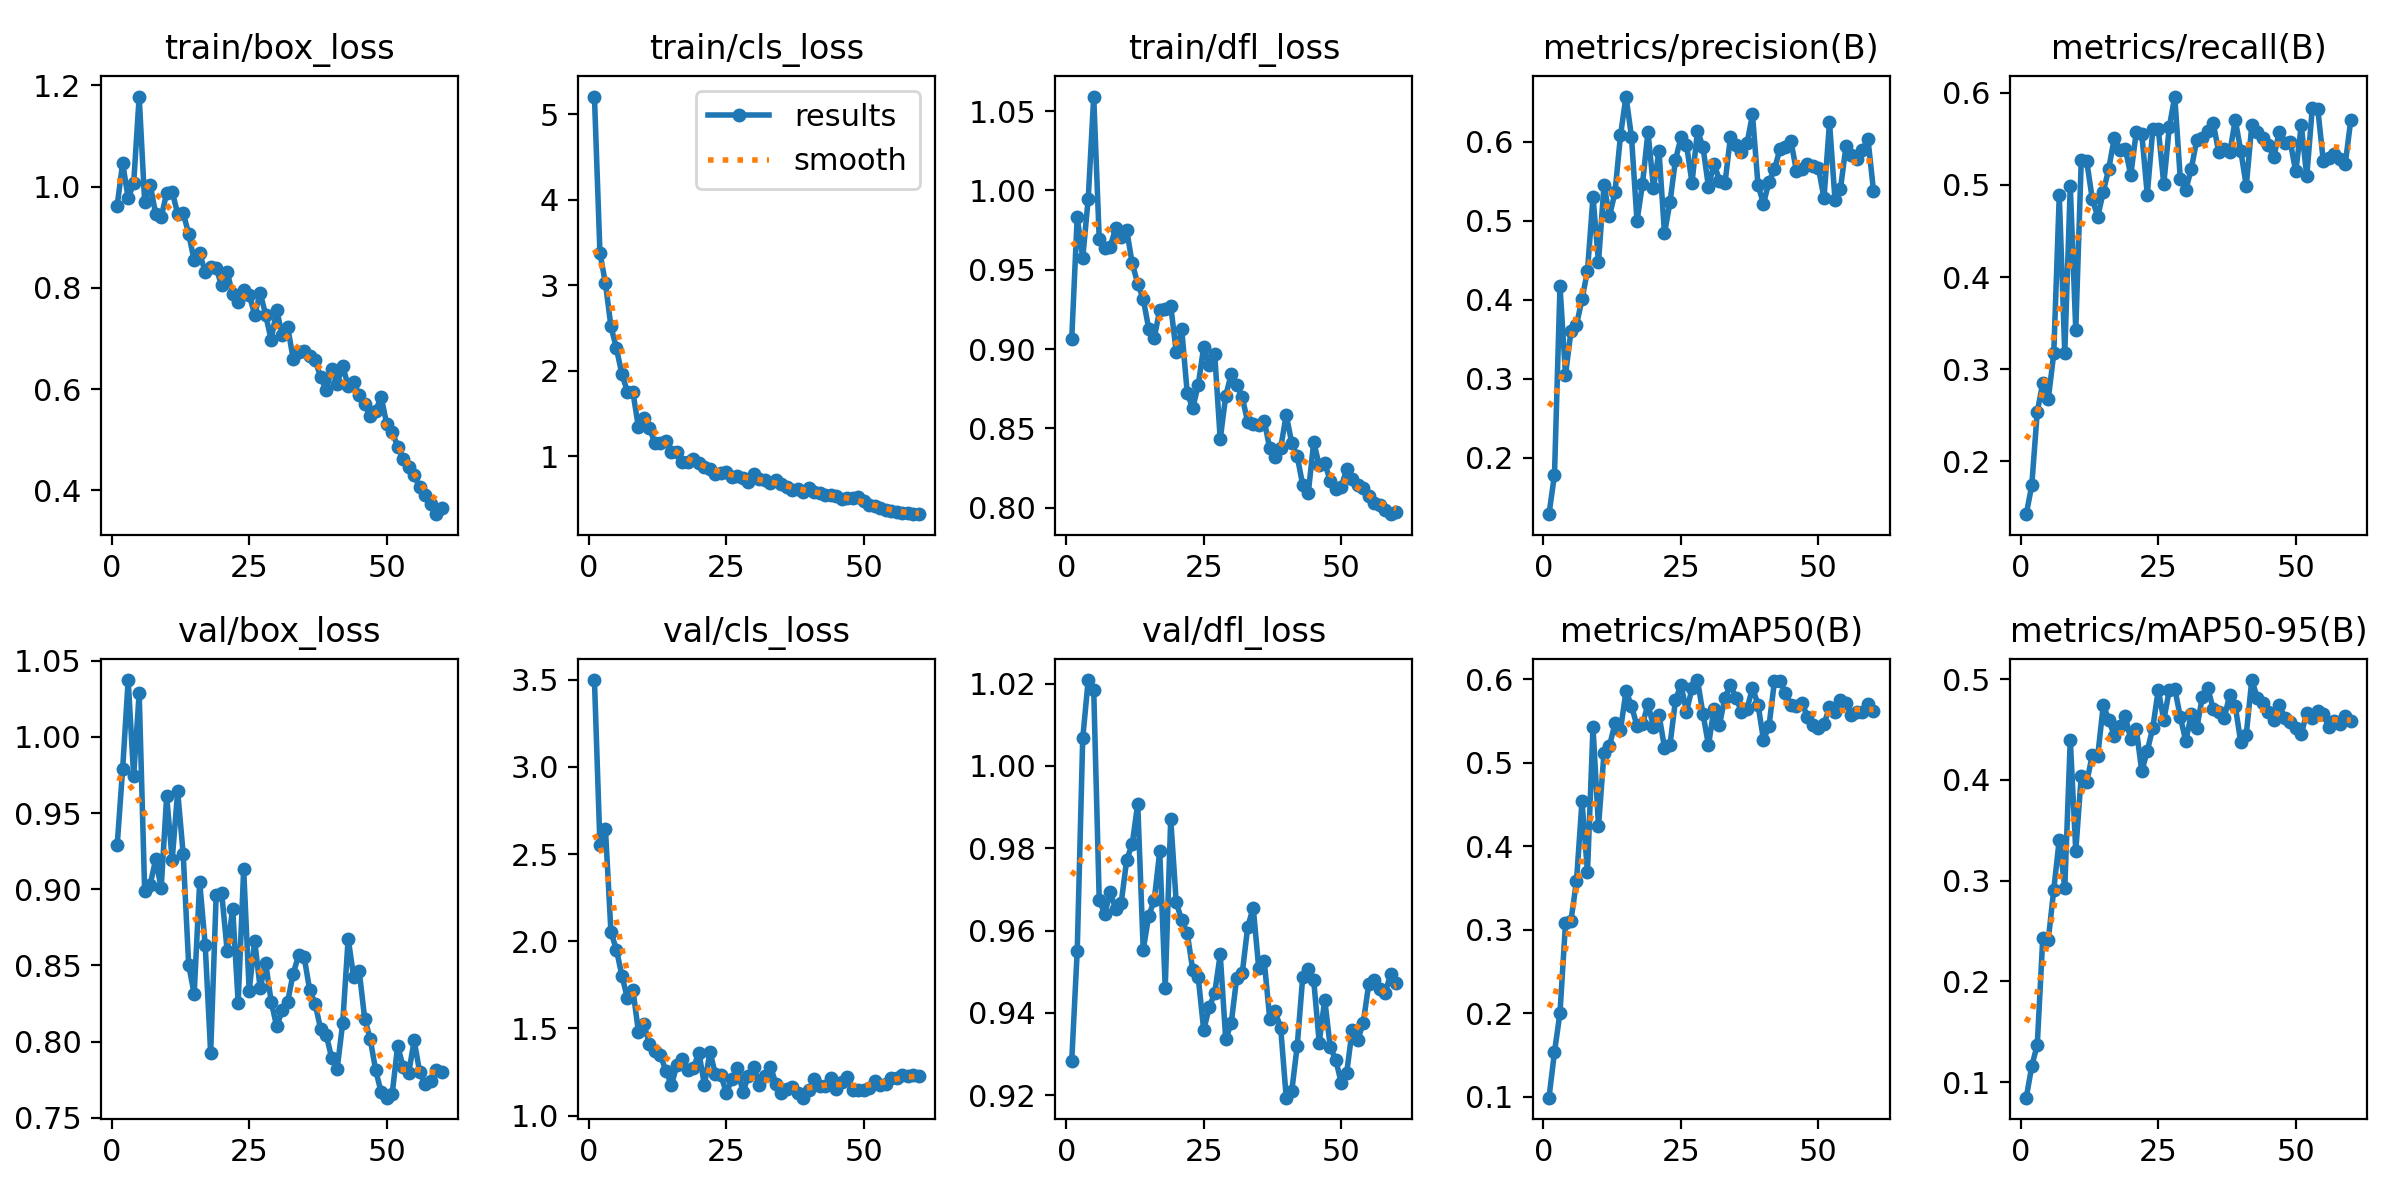 train/box_loss
1.2
1.0
0.8
0.6
0.4
0 25 50
train/cls_loss
results
smooth
5
4
3
2
1
0 25 50
train/dfl_loss
1.05
1.00
0.95
0.90
0.85
0.80
0 25 50
metrics/precision(B)
0.6
0.5
0.4
0.3
0.2
0 25 50
metrics/recall(B)
0.6
0.5
0.4
0.3
0.2
0 25 50
val/box_loss
1.05
1.00
0.95
0.90
0.85
0.80
0.75
0 25 50
val/cls_loss
3.5
3.0
2.5
2.0
1.5
1.0
0 25 50
val/dfl_loss
1.02
1.00
0.98
0.96
0.94
0.92
0 25 50
metrics/mAP50(B)
0.6
0.5
0.4
0.3
0.2
0.1
0 25 50
metrics/mAP50-95(B)
0.5
0.4
0.3
0.2
0.1
0 25 50